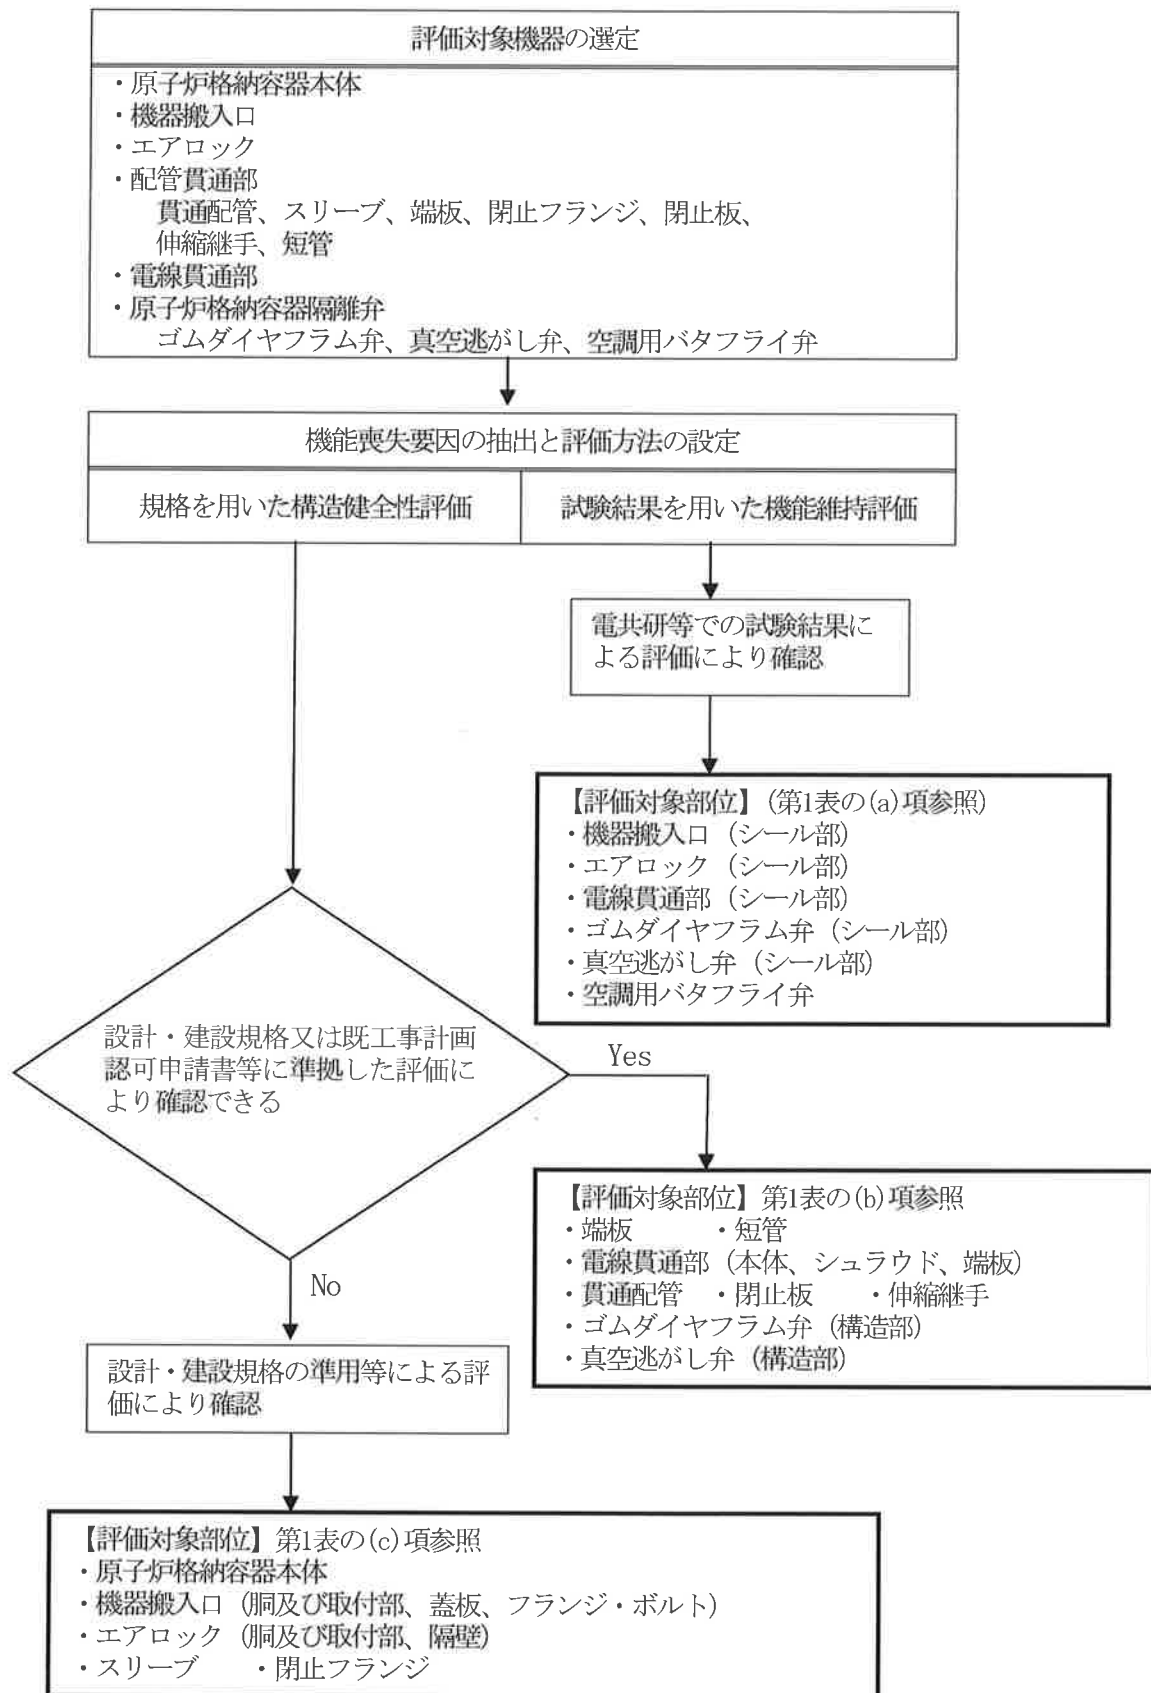 評価対象機器の選定
・原子炉格納容器本体
・機器搬入口
・エアロック
・配管貫通部
貫通配管、スリーブ、端板、閉止フランジ、閉止板、
伸縮継手、短管
・電線貫通部
・原子炉格納容器隔離弁
ゴムダイヤフラム弁、真空逃がし弁、空調用バタフライ弁
機能喪失要因の抽出と評価方法の設定
規格を用いた構造健全性評価
試験結果を用いた機能維持評価
電共研等での試験結果に
よる評価により確認
【評価対象部位】(第1表の(a)項参照)
・機器搬入口（シール部）
・エアロック（シール部）
・電線貫通部（シール部）
・ゴムダイヤフラム弁（シール部）
・真空逃がし弁（シール部）
・空調用バタフライ弁
設計・建設規格又は既工事計画
認可申請書等に準拠した評価に
より確認できる
Yes
【評価対象部位】第1表の(b)項参照
・端板　　・短管
・電線貫通部（本体、シュラウド、端板）
・貫通配管　・閉止板　　・伸縮継手
・ゴムダイヤフラム弁（構造部）
・真空逃がし弁（構造部）
No
設計・建設規格の準用等による評
価により確認
【評価対象部位】第1表の(c)項参照
・原子炉格納容器本体
・機器搬入口（胴及び取付部、蓋板、フランジ・ボルト）
・エアロック（胴及び取付部、隔壁）
・スリーブ　　・閉止フランジ